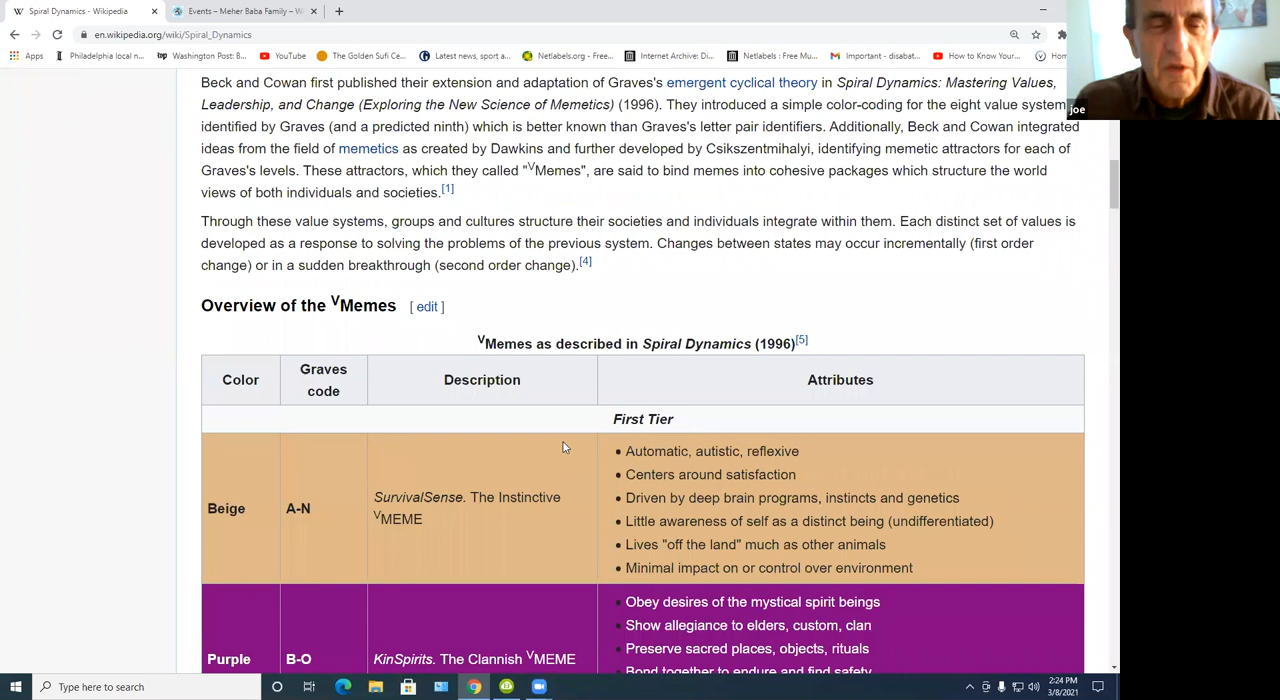 Spiral Dynamics - Wikipedia
Events – Meher Baba Family – W
en.wikipedia.org/wiki/Spiral_Dynamics
Apps
Philadelphia local n...
Washington Post: B...
YouTube
The Golden Sufi Ce...
Latest news, sport a...
Netlabels.org - Free...
Internet Archive: Di...
Netlabels : Free Mu...
Important - disabat...
How to Know Your...
joe
Beck and Cowan first published their extension and adaptation of Graves's emergent cyclical theory in Spiral Dynamics: Mastering Values,
Leadership, and Change (Exploring the New Science of Memetics) (1996). They introduced a simple color-coding for the eight value system
identified by Graves (and a predicted ninth) which is better known than Graves's letter pair identifiers. Additionally, Beck and Cowan integrated
ideas from the field of memetics as created by Dawkins and further developed by Csikszentmihalyi, identifying memetic attractors for each of
Graves's levels. These attractors, which they called "VMemes", are said to bind memes into cohesive packages which structure the world
views of both individuals and societies.[1]
Through these value systems, groups and cultures structure their societies and individuals integrate within them. Each distinct set of values is
developed as a response to solving the problems of the previous system. Changes between states may occur incrementally (first order
change) or in a sudden breakthrough (second order change).[4]
Overview of the VMemes [ edit ]
VMemes as described in Spiral Dynamics (1996)[5]
Color
Graves
code
Description
Attributes
First Tier
Beige
A-N
SurvivalSense. The Instinctive
VMEME
• Automatic, autistic, reflexive
• Centers around satisfaction
• Driven by deep brain programs, instincts and genetics
• Little awareness of self as a distinct being (undifferentiated)
• Lives "off the land" much as other animals
• Minimal impact on or control over environment
Purple
B-O
KinSpirits. The Clannish VMEME
• Obey desires of the mystical spirit beings
• Show allegiance to elders, custom, clan
• Preserve sacred places, objects, rituals
• Bond together to endure and find safety
Type here to search
2:24 PM
3/8/2021